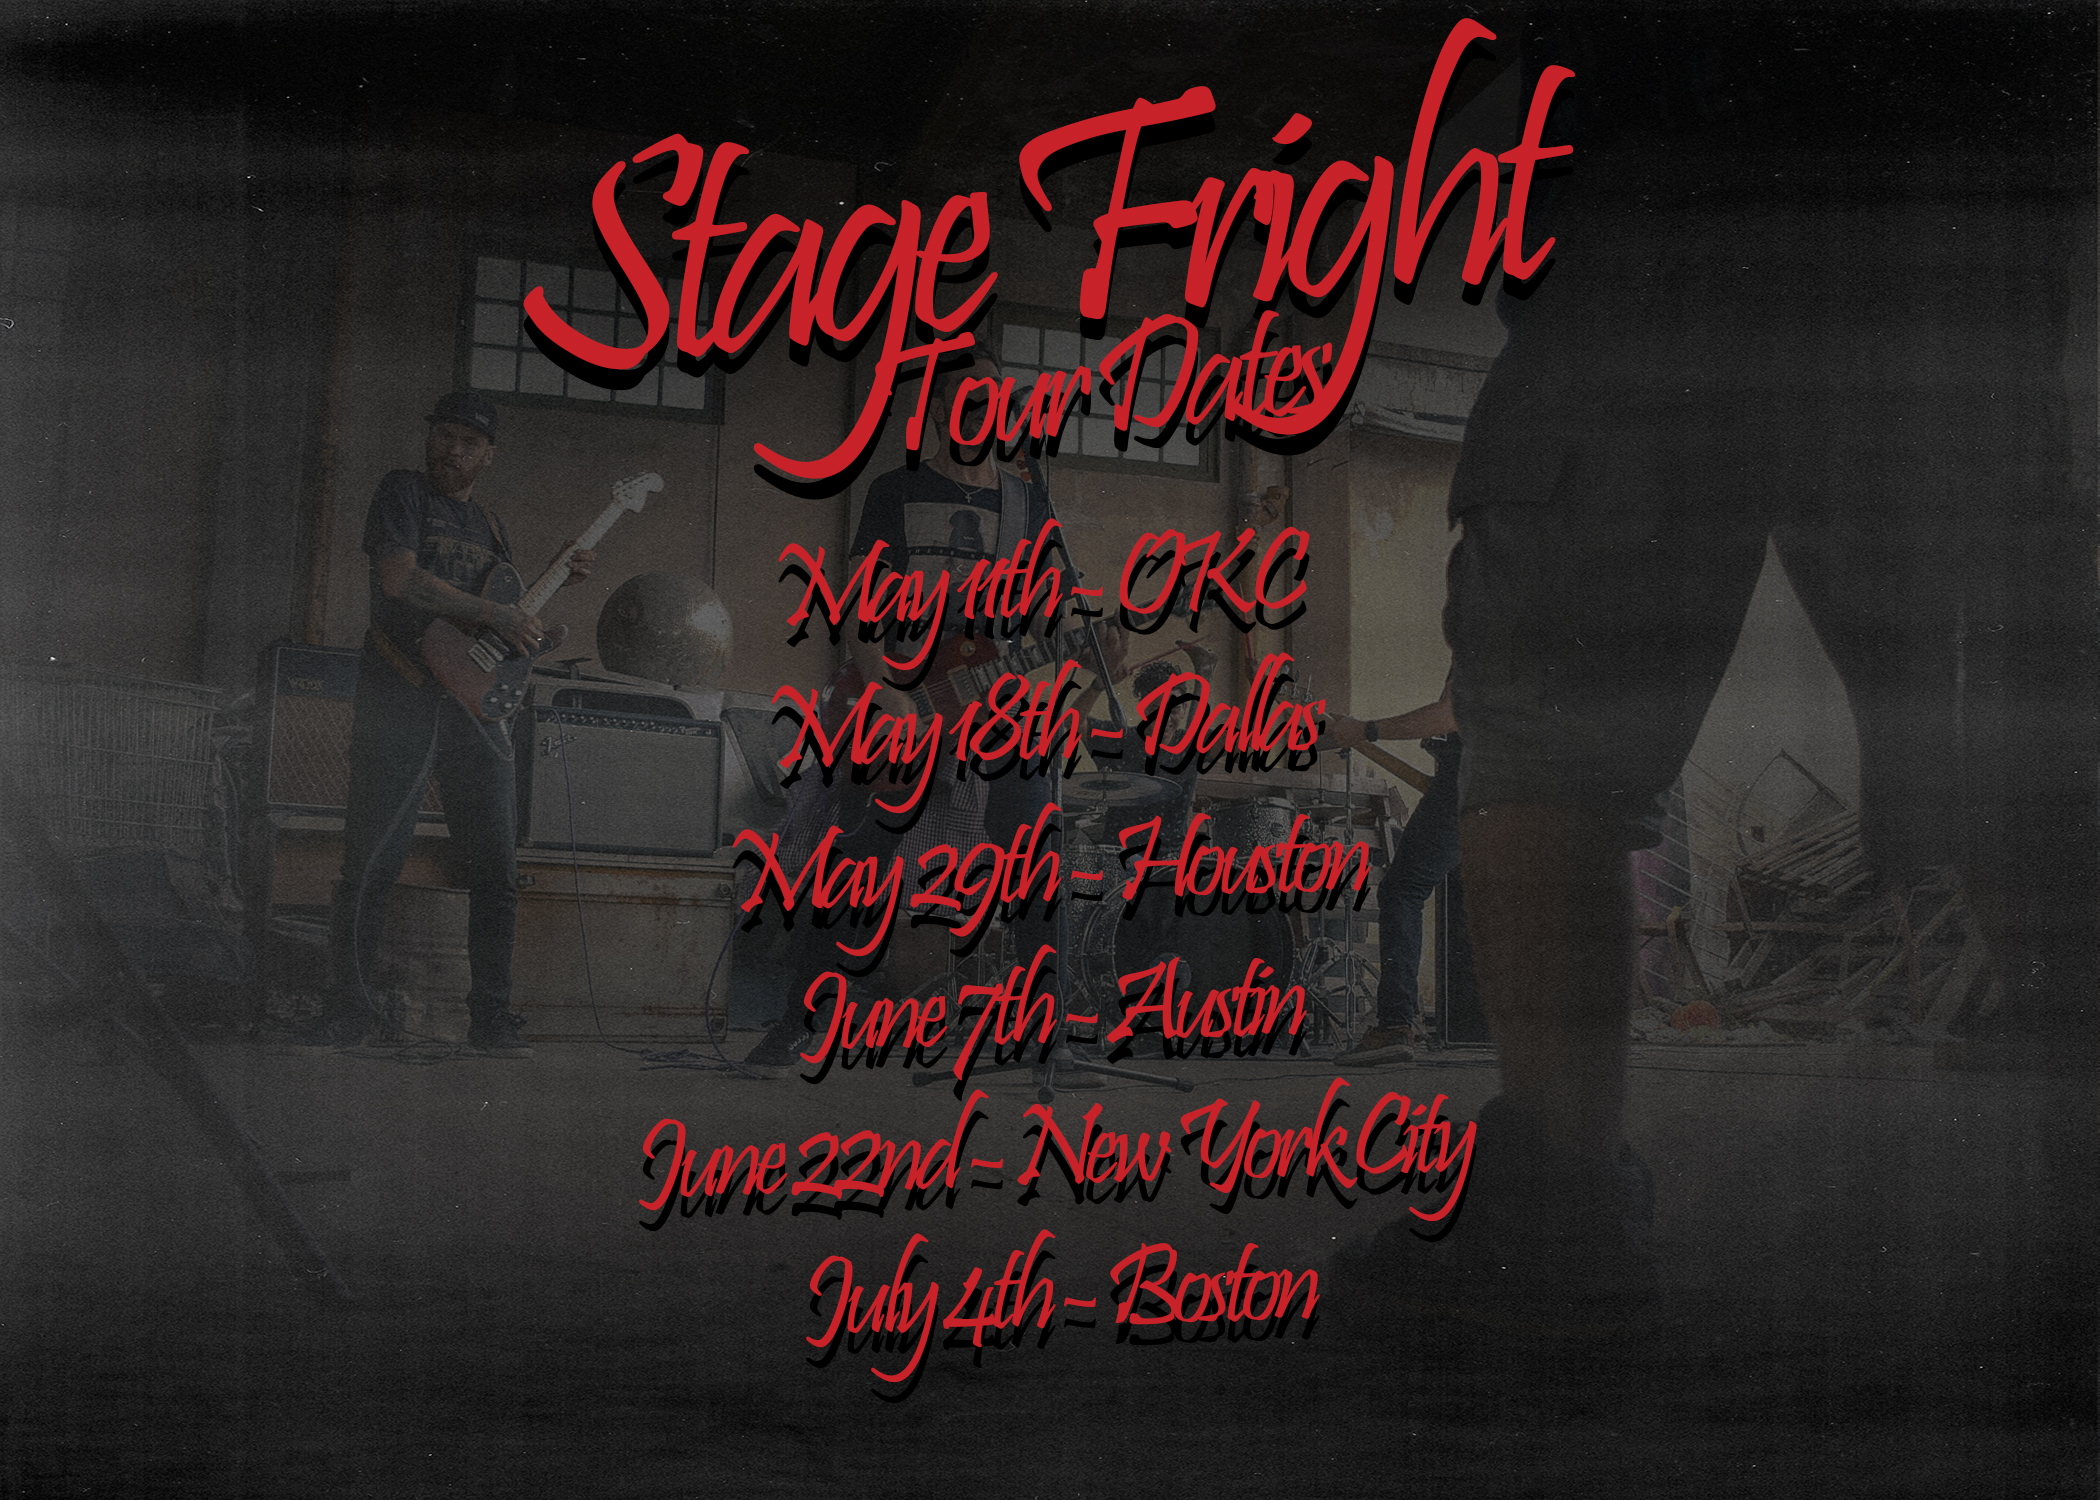 Stage Fright
Tour Dates
May 11th - OKC
May 18th - Dallas
May 29th - Houston
June 7th - Austin
June 22nd - New York City
July 4th - Boston